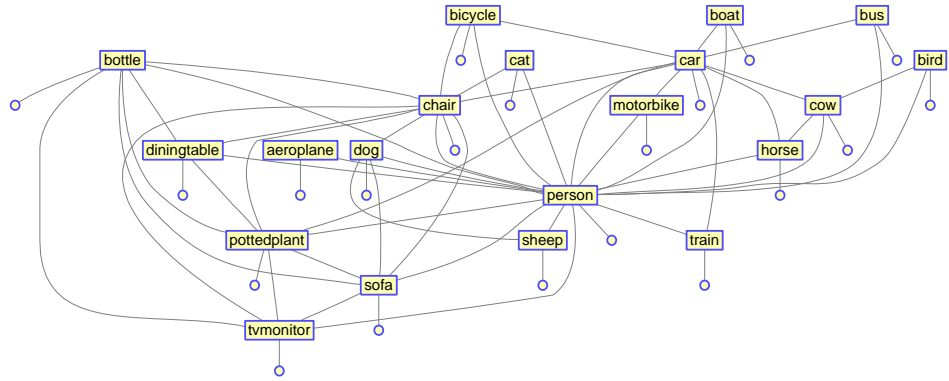 bicycle
boat
bus
bottle
cat
car
bird
chair
motorbike
cow
diningtable
aeroplane
dog
horse
person
pottedplant
sheep
train
sofa
tvmonitor